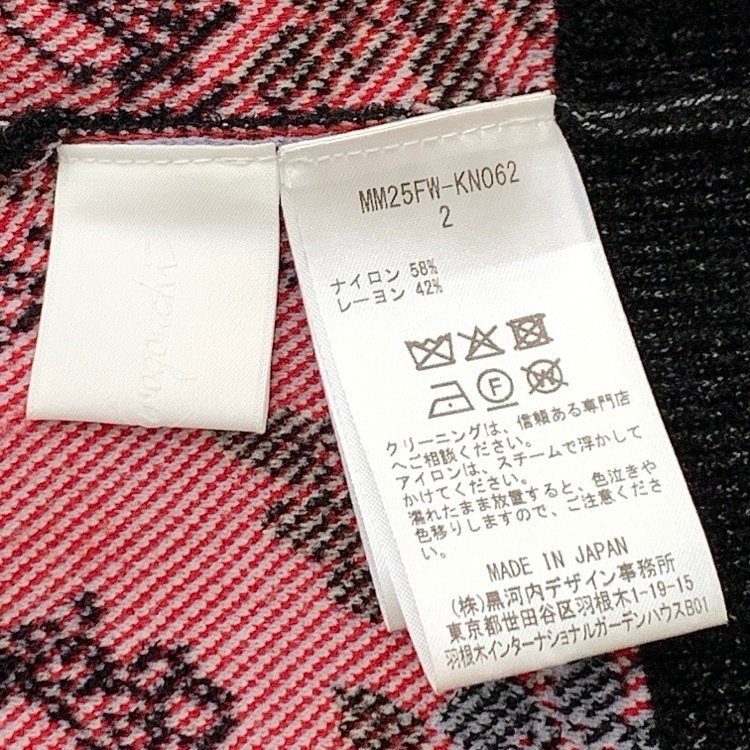 MM25FW-KN062
2
ナイロン 58%
レーヨン 42%
F
W
クリーニングは、信頼ある専門店
へご相談ください。
アイロンは、スチームで浮かして
かけてください。
濡れたまま放置すると、色泣きや
色移りしますので、ご注意くださ
い。
MADE IN JAPAN
(株)黒河内デザイン事務所
東京都世田谷区羽根木1-19-15
羽根木インターナショナルガーデンハウスB01